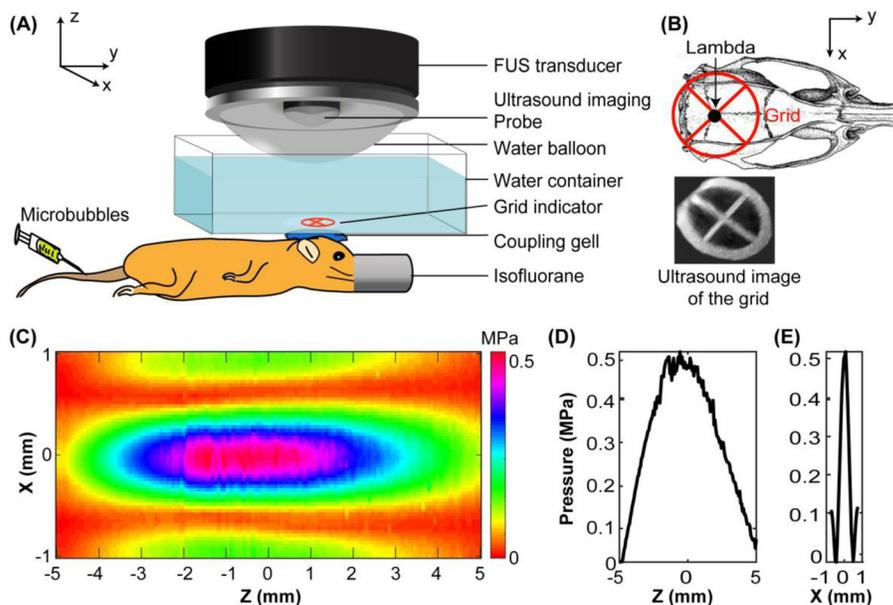 (A)
z
y
x
FUS transducer
Ultrasound imaging
Probe
Water balloon
Water container
Grid indicator
Coupling gell
Isofluorane
Microbubbles
(B)
y
x
Lambda
Grid
Ultrasound image
of the grid
(C)
MPa
0.5
0
1
0
-1
X (mm)
-5 -4 -3 -2 -1 0 1 2 3 4 5
Z (mm)
(D)
Pressure (MPa)
0.5
0.4
0.3
0.2
0.1
0
-5 0 5
Z (mm)
(E)
0.5
0.4
0.3
0.2
0.1
0
-1 0 1
X (mm)